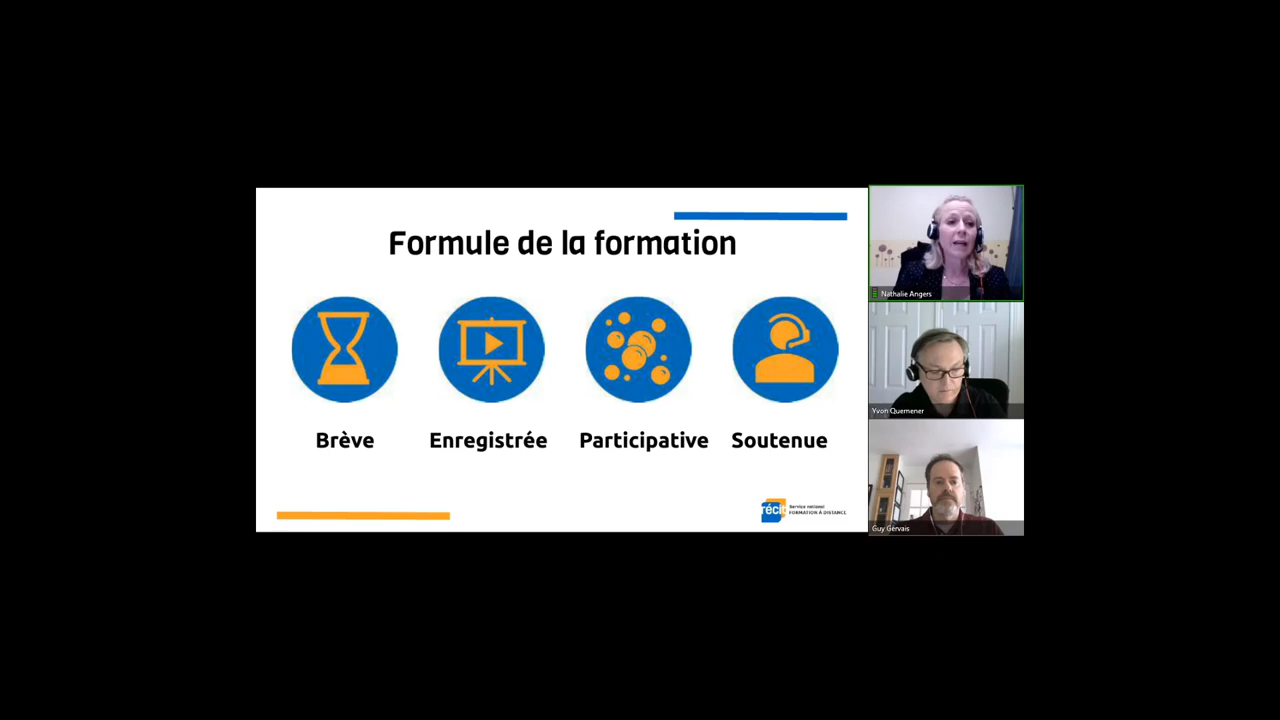 Formule de la formation
Brève
Enregistrée
Participative
Soutenue
récit
Service national
FORMATION À DISTANCE
Nathalie Angers
Yvon Quemener
Guy Gervais